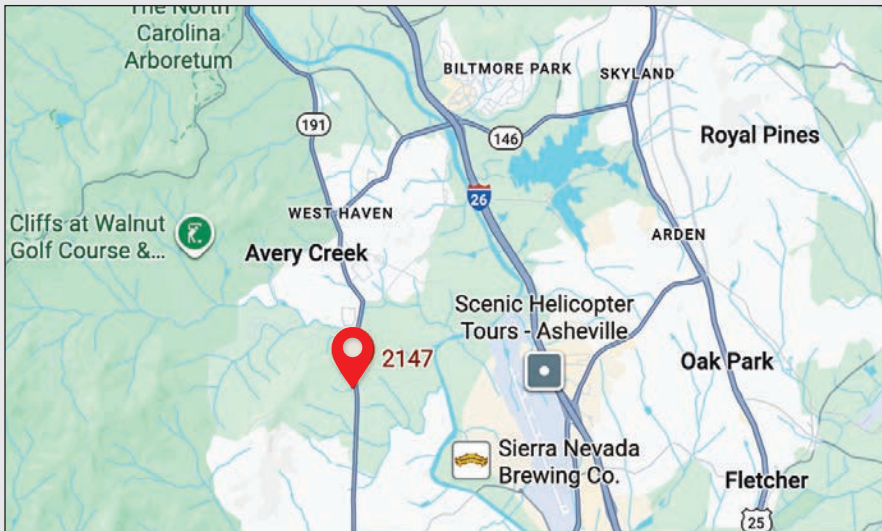 The North
Carolina
Arboretum
BILTMORE PARK
SKYLAND
191
146
Royal Pines
26
WEST HAVEN
Cliffs at Walnut
Golf Course &...
Avery Creek
ARDEN
Scenic Helicopter
Tours - Asheville
2147
Oak Park
Sierra Nevada
Brewing Co.
Fletcher
25